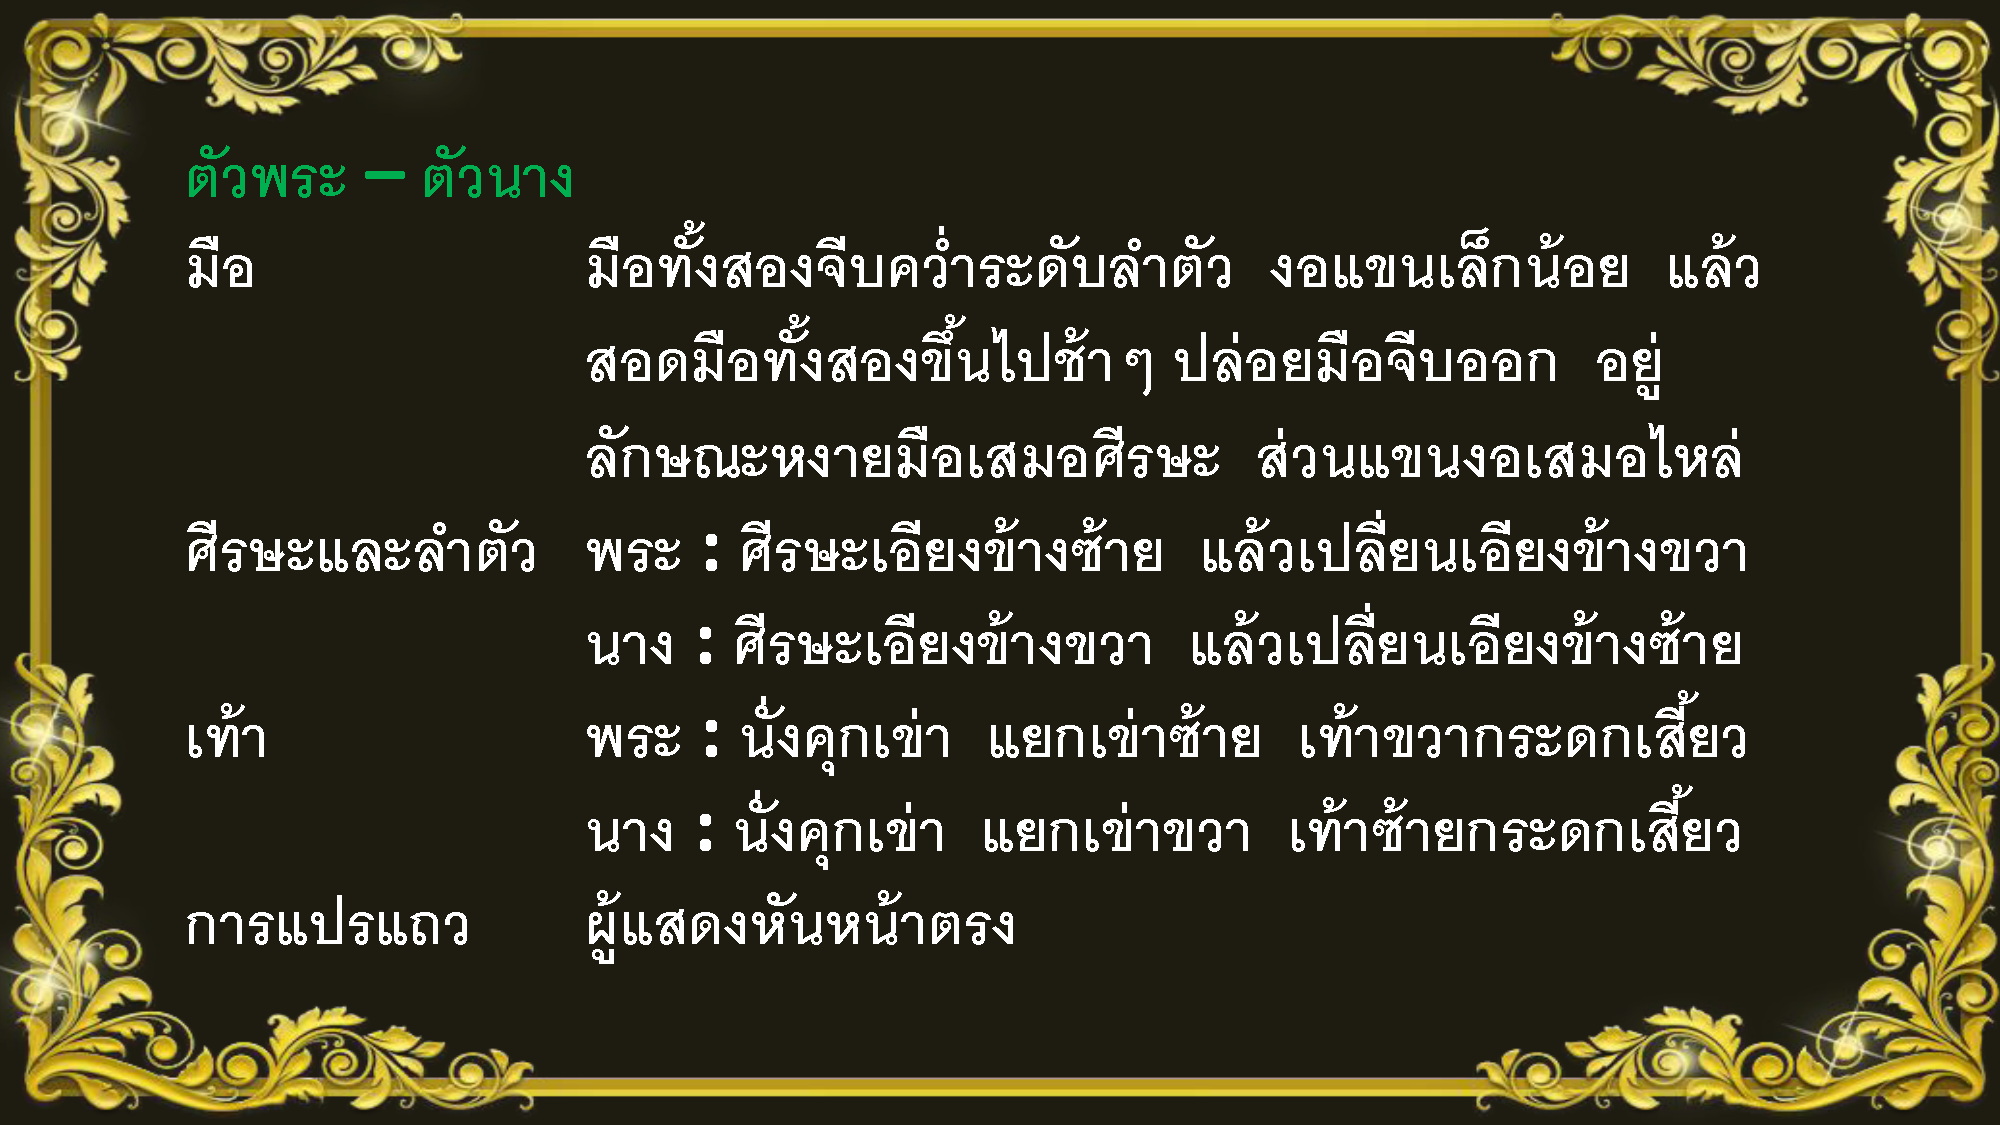 ตัวพระ – ตัวนาง
มือ มือทั้งสองจีบคว่ำระดับลำตัว งอแขนเล็กน้อย แล้ว
สอดมือทั้งสองขึ้นไปช้า ๆ ปล่อยมือจีบออก อยู่
ลักษณะหงายมือเสมอศีรษะ ส่วนแขนงอเสมอไหล่
ศีรษะและลำตัว พระ : ศีรษะเอียงข้างซ้าย แล้วเปลี่ยนเอียงข้างขวา
นาง : ศีรษะเอียงข้างขวา แล้วเปลี่ยนเอียงข้างซ้าย
เท้า พระ : นั่งคุกเข่า แยกเข่าซ้าย เท้าขวากระดกเสี้ยว
นาง : นั่งคุกเข่า แยกเข่าขวา เท้าซ้ายกระดกเสี้ยว
การแปรแถว ผู้แสดงหันหน้าตรง